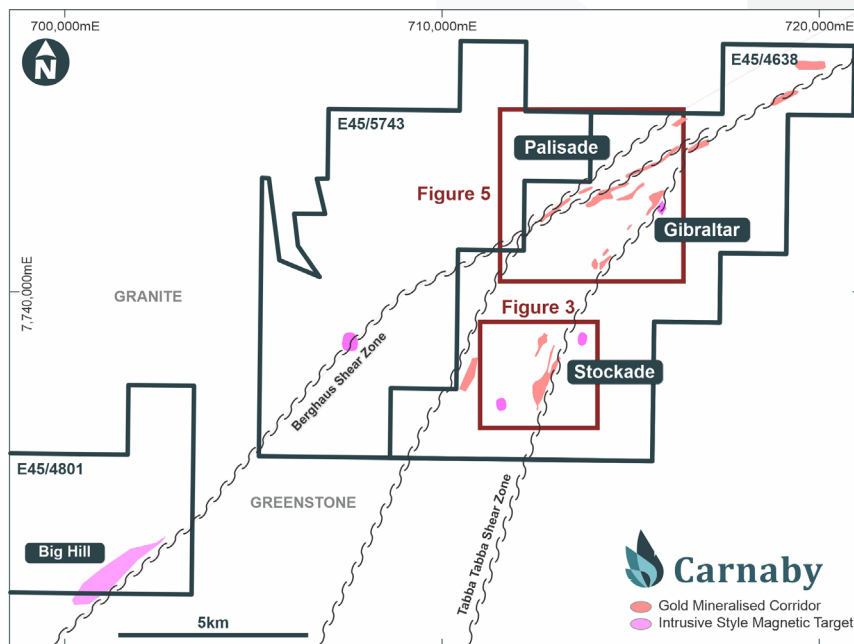 700,000mE
710,000mE
720,000mE
N
E45/4638
E45/5743
Palisade
Figure 5
Gibraltar
7,740,000mE
GRANITE
Figure 3
Berghaus Shear Zone
Stockade
E45/4801
GREENSTONE
Tabba Tabba Shear Zone
Big Hill
Carnaby
5km
Gold Mineralised Corridor
Intrusive Style Magnetic Target